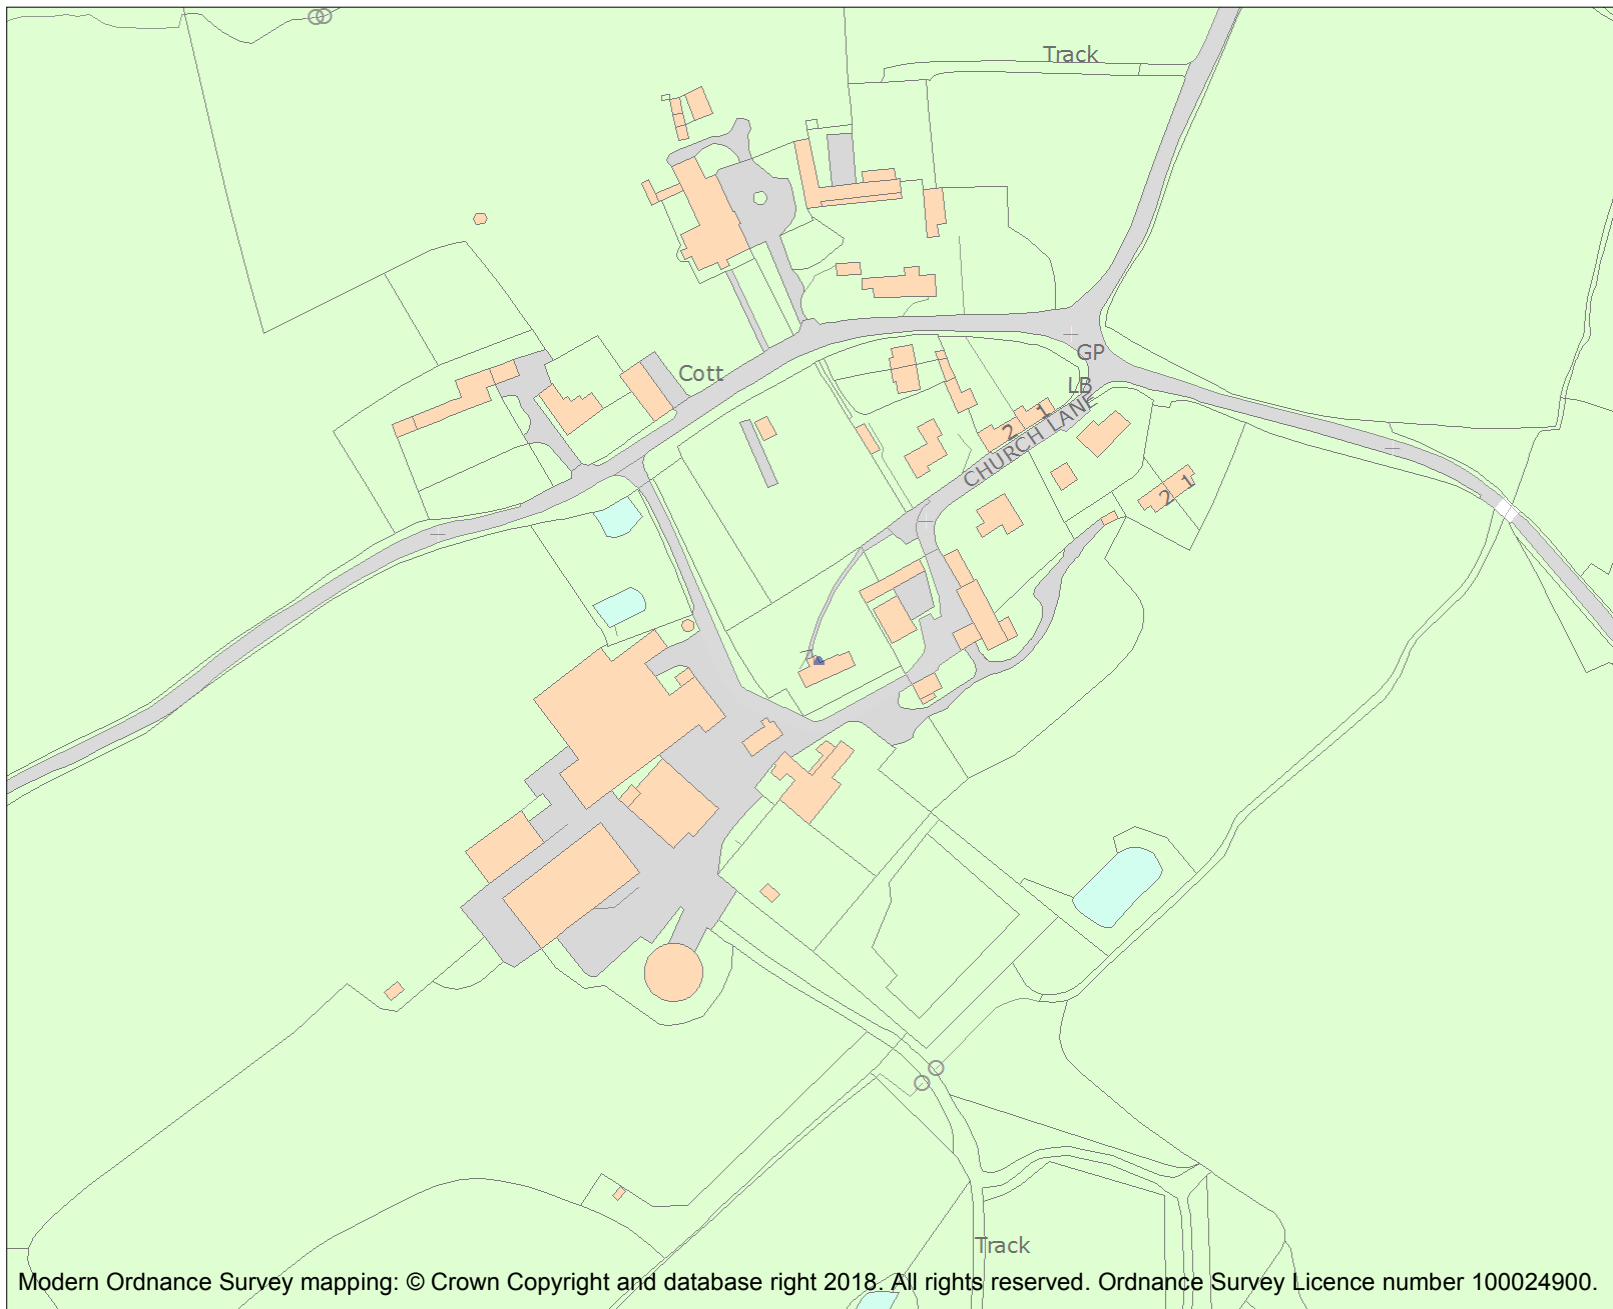 Track
Cott
GP
LB
1
2
CHURCH LANE
2 1
Track
Modern Ordnance Survey mapping: © Crown Copyright and database right 2018. All rights reserved. Ordnance Survey Licence number 100024900.